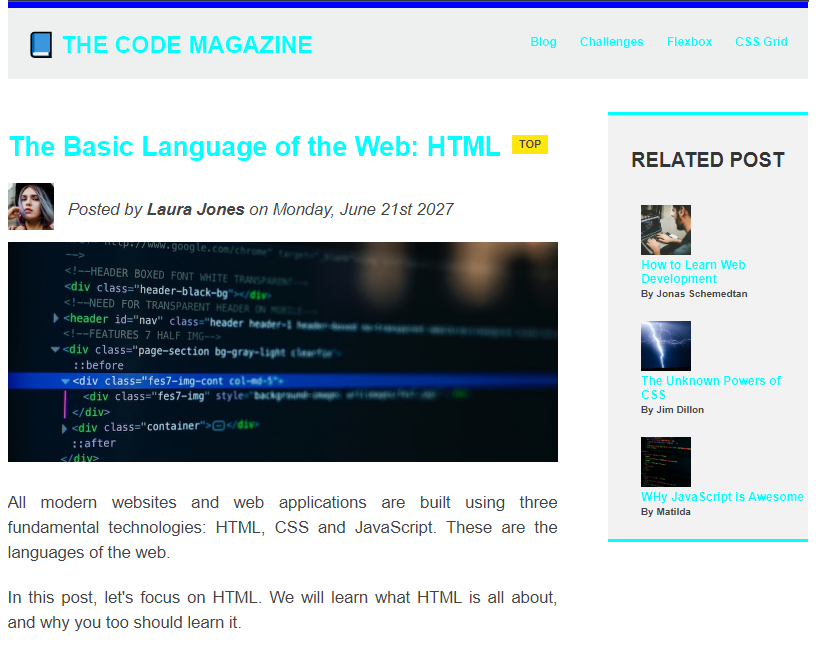 THE CODE MAGAZINE
Blog Challenges Flexbox CSS Grid
The Basic Language of the Web: HTML TOP
Posted by Laura Jones on Monday, June 21st 2027
-->
<!--HEADER BOXED FONT WHITE TRANSPARENT-->
<div class="header-black-bg"></div>
<!--NEED FOR TRANSPARENT HEADER ON MOBILE-->
<header id="nav" class="header header-1
<!--FEATURES 7 HALF IMG-->
<div class="page-section bg-gray-light clearfix">
::before
<div class="fes7-img-cont col-md-5">
<div class="fes7-img" style="background-image:
</div>
<div class="container"></div>
::after
</div>
All modern websites and web applications are built using three
fundamental technologies: HTML, CSS and JavaScript. These are the
languages of the web.
In this post, let's focus on HTML. We will learn what HTML is all about,
and why you too should learn it.
RELATED POST
How to Learn Web
Development
By Jonas Schemedtan
The Unknown Powers of
CSS
By Jim Dillon
WHy JavaScript is Awesome
By Matilda